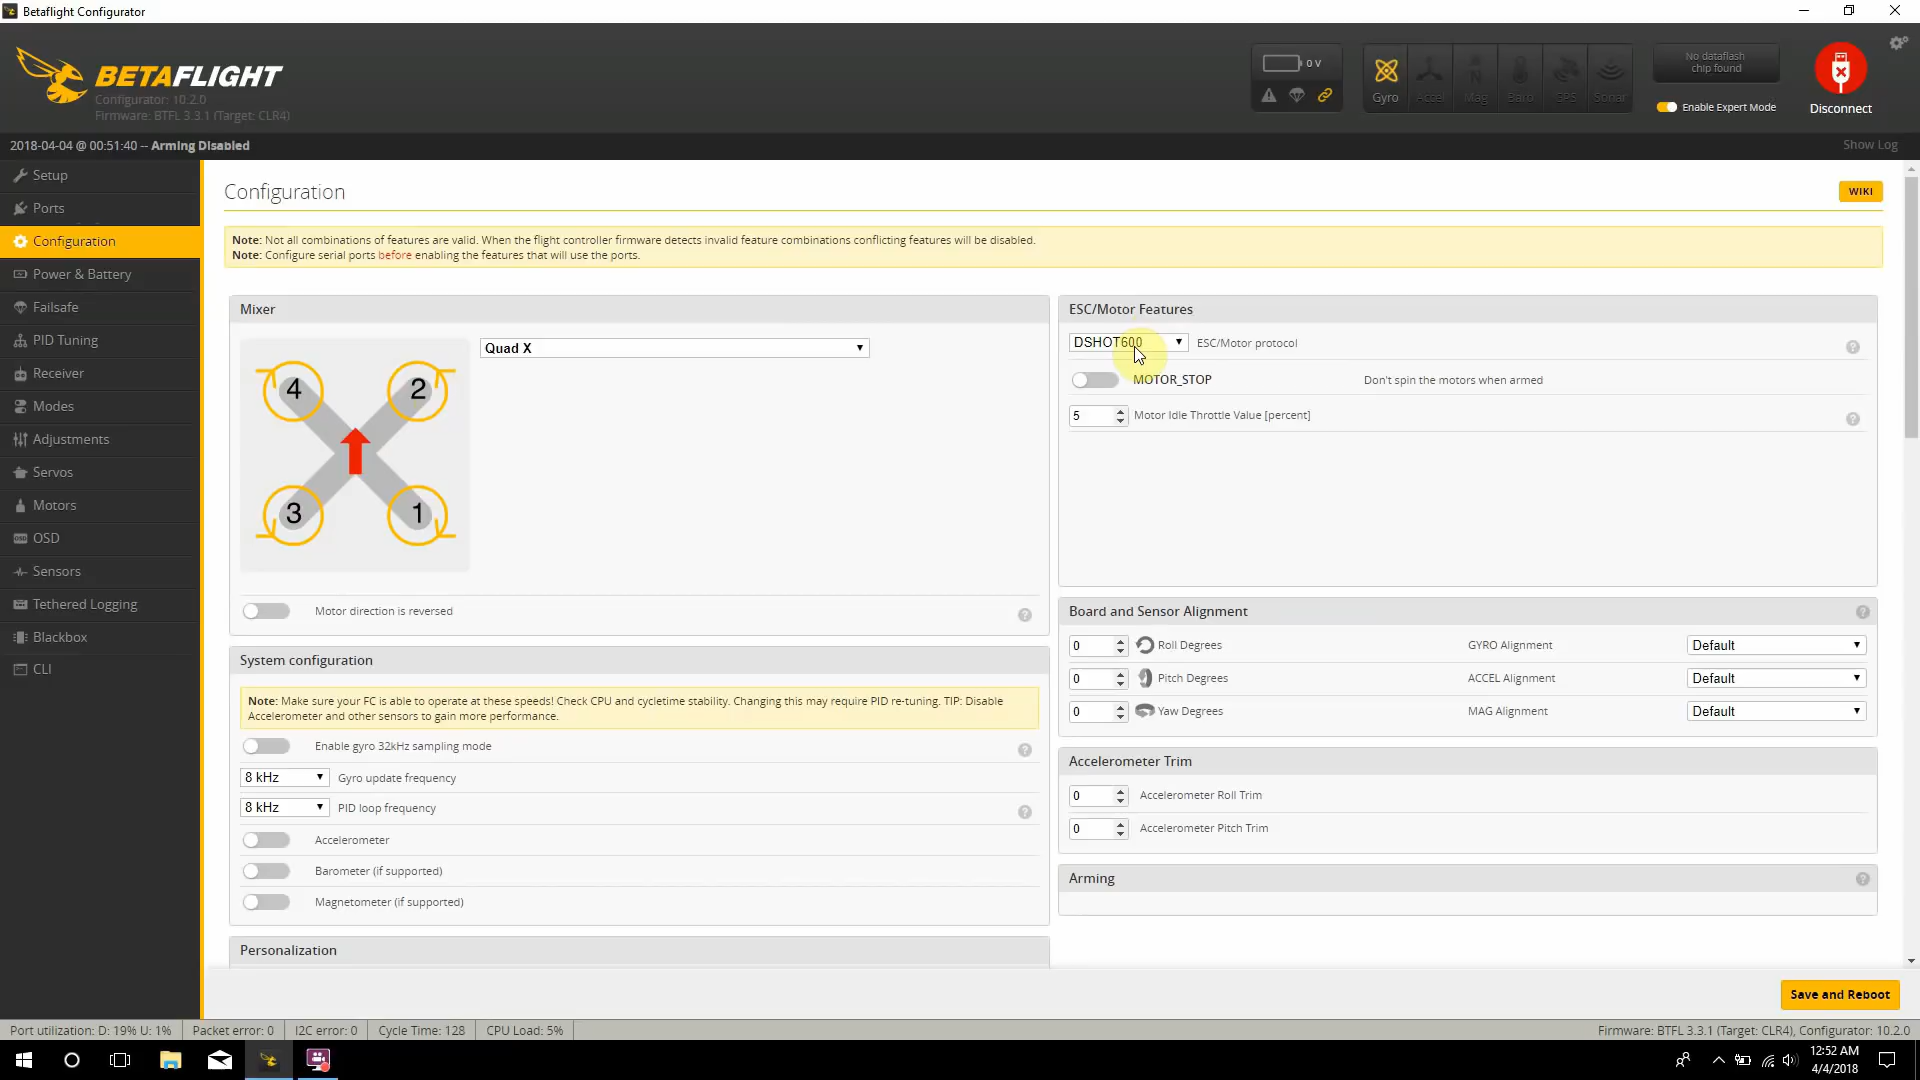 Betaflight Configurator
BETAFLIGHT
Configurator: 10.2.0
Firmware: BTFL 3.3.1 (Target: CLR4)
0 V
Gyro
Accel
Mag
Baro
GPS
Sonar
No dataflash
chip found
Enable Expert Mode
Disconnect
2018-04-04 @ 00:51:40 -- Arming Disabled
Show Log
Setup
Ports
Configuration
Power & Battery
Failsafe
PID Tuning
Receiver
Modes
Adjustments
Servos
Motors
OSD
Sensors
Tethered Logging
Blackbox
CLI
Configuration
WIKI
Note: Not all combinations of features are valid. When the flight controller firmware detects invalid feature combinations conflicting features will be disabled.
Note: Configure serial ports before enabling the features that will use the ports.
Mixer
Quad X
4
2
3
1
Motor direction is reversed
System configuration
Note: Make sure your FC is able to operate at these speeds! Check CPU and cycletime stability. Changing this may require PID re-tuning. TIP: Disable
Accelerometer and other sensors to gain more performance.
Enable gyro 32kHz sampling mode
8 kHz Gyro update frequency
8 kHz PID loop frequency
Accelerometer
Barometer (if supported)
Magnetometer (if supported)
Personalization
ESC/Motor Features
DSHOT600 ESC/Motor protocol
MOTOR_STOP Don't spin the motors when armed
5 Motor Idle Throttle Value [percent]
Board and Sensor Alignment
0 Roll Degrees GYRO Alignment Default
0 Pitch Degrees ACCEL Alignment Default
0 Yaw Degrees MAG Alignment Default
Accelerometer Trim
0 Accelerometer Roll Trim
0 Accelerometer Pitch Trim
Arming
Save and Reboot
Port utilization: D: 19% U: 1% Packet error: 0 I2C error: 0 Cycle Time: 128 CPU Load: 5%
Firmware: BTFL 3.3.1 (Target: CLR4), Configurator: 10.2.0
12:52 AM
4/4/2018